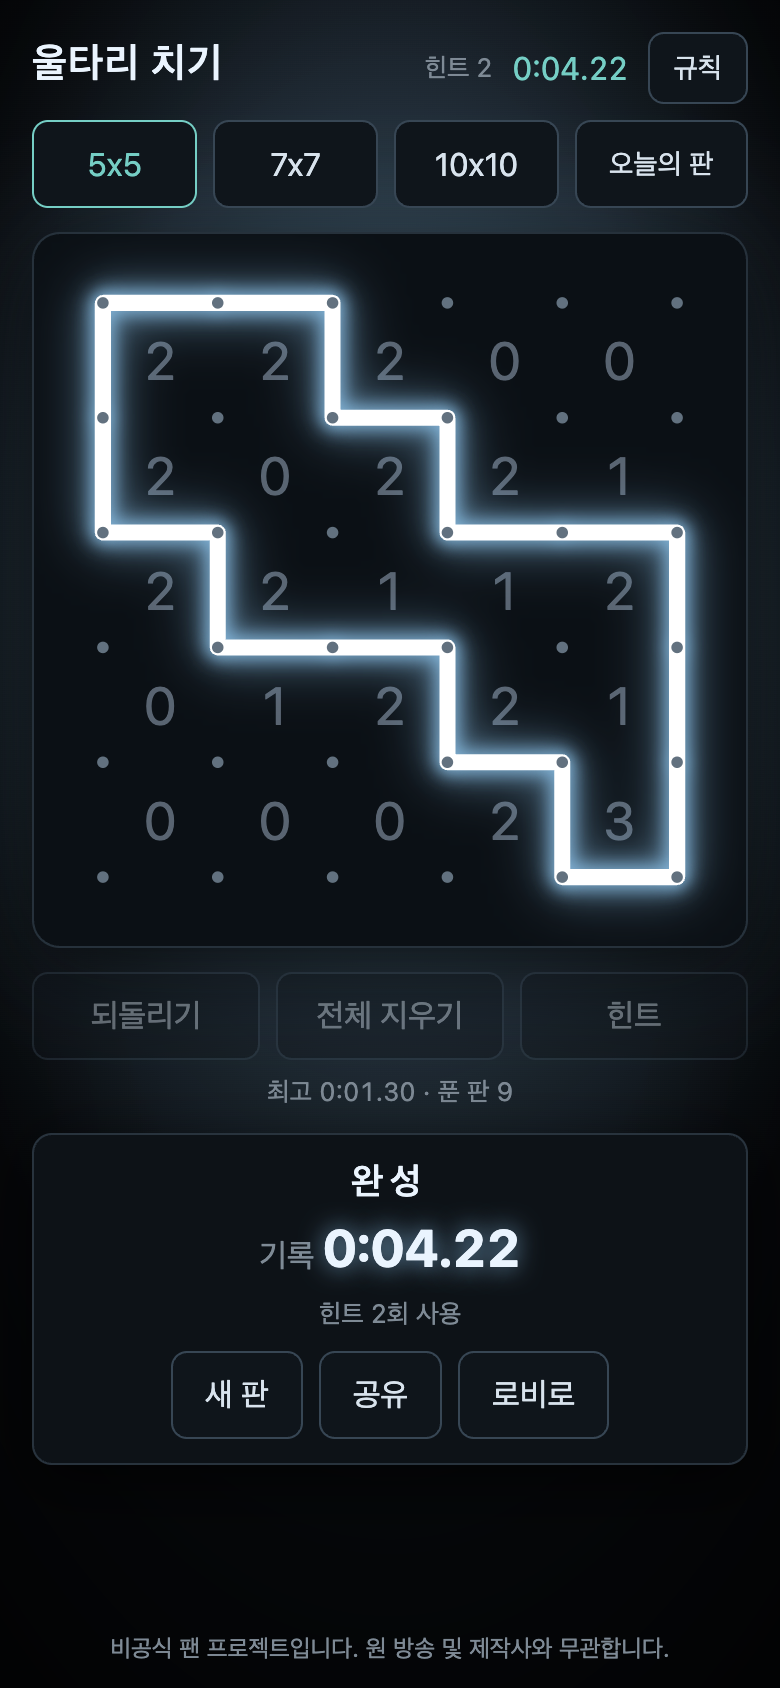 울타리 치기 힌트 2 0:04.22 규칙
5x5 7x7 10x10 오늘의 판
2 2 2 0 0
2 0 2 2 1
2 2 1 1 2
0 1 2 2 1
0 0 0 2 3
되돌리기 전체 지우기 힌트
최고 0:01.30 · 푼 판 9
완성
기록 0:04.22
힌트 2회 사용
새 판 공유 로비로
비공식 팬 프로젝트입니다. 원 방송 및 제작사와 무관합니다.